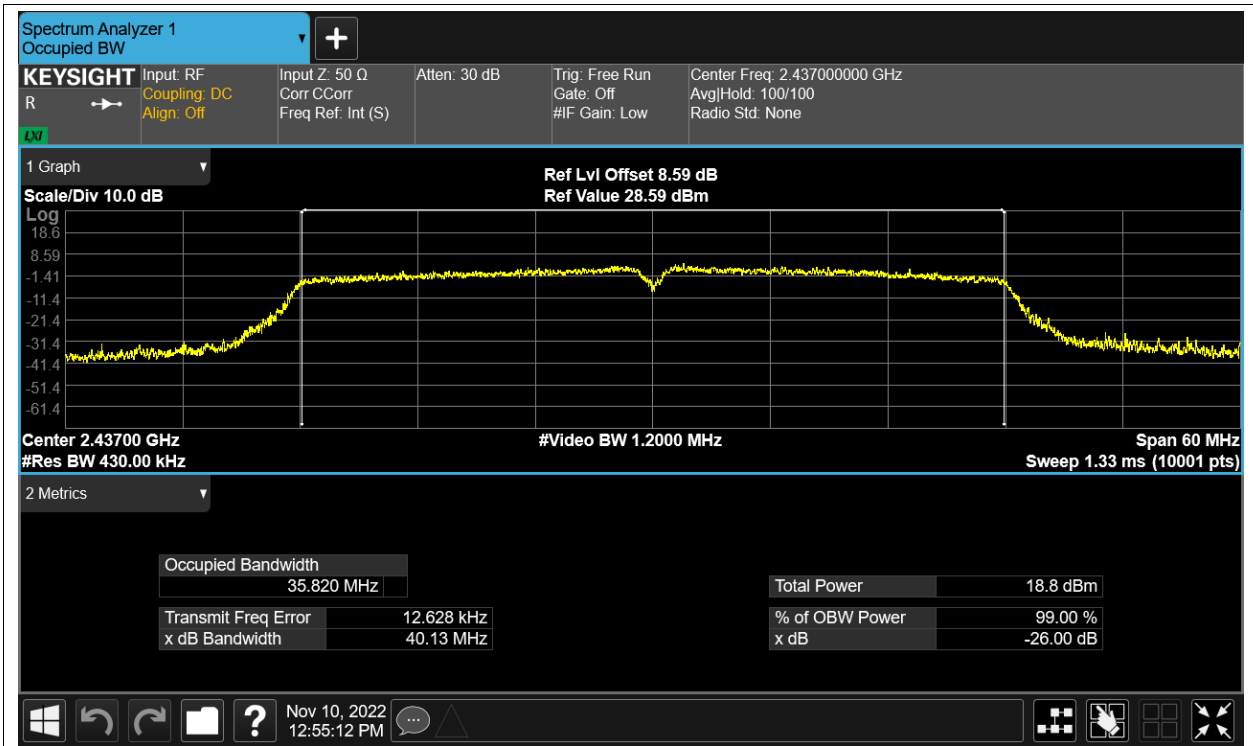 Spectrum Analyzer 1
Occupied BW
KEYSIGHT
R
LXI
Input: RF
Coupling: DC
Align: Off
Input Z: 50 Ω
Corr CCorr
Freq Ref: Int (S)
Atten: 30 dB
Trig: Free Run
Gate: Off
#IF Gain: Low
Center Freq: 2.437000000 GHz
Avg|Hold: 100/100
Radio Std: None
1 Graph
Scale/Div 10.0 dB
Ref Lvl Offset 8.59 dB
Ref Value 28.59 dBm
Log
18.6
8.59
-1.41
-11.4
-21.4
-31.4
-41.4
-51.4
-61.4
Center 2.43700 GHz
#Video BW 1.2000 MHz
Span 60 MHz
#Res BW 430.00 kHz
Sweep 1.33 ms (10001 pts)
2 Metrics
Occupied Bandwidth
35.820 MHz
Total Power 18.8 dBm
Transmit Freq Error 12.628 kHz
% of OBW Power 99.00 %
x dB Bandwidth 40.13 MHz
x dB -26.00 dB
?
Nov 10, 2022
12:55:12 PM